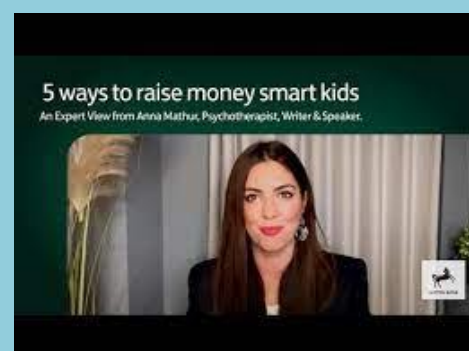 5 ways to raise money smart kids
An Expert View from Anna Mathur, Psychotherapist, Writer & Speaker.